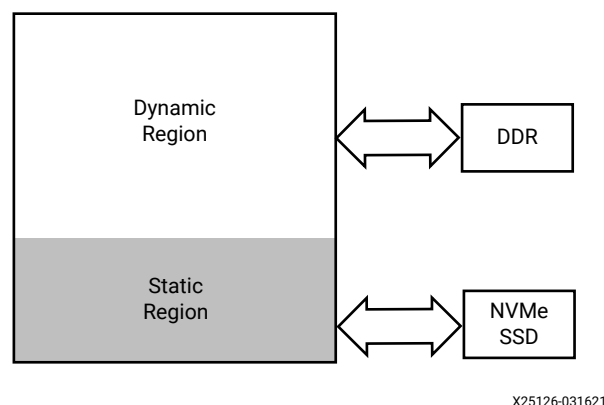 Dynamic
Region
DDR
Static
Region
NVMe
SSD
X25126-031621